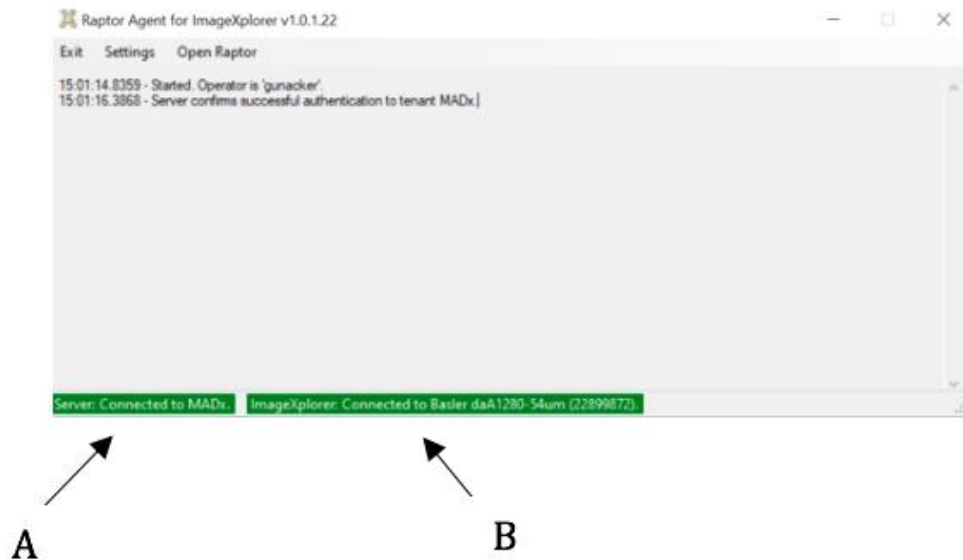 Raptor Agent for ImageXplorer v1.0.1.22
Exit Settings Open Raptor
15:01:14.8359 - Started. Operator is 'gunacker'.
15:01:16.3868 - Server confirms successful authentication to tenant MADx.
Server: Connected to MADx. ImageXplorer: Connected to Basler daA1280-54um (22899872).
A B